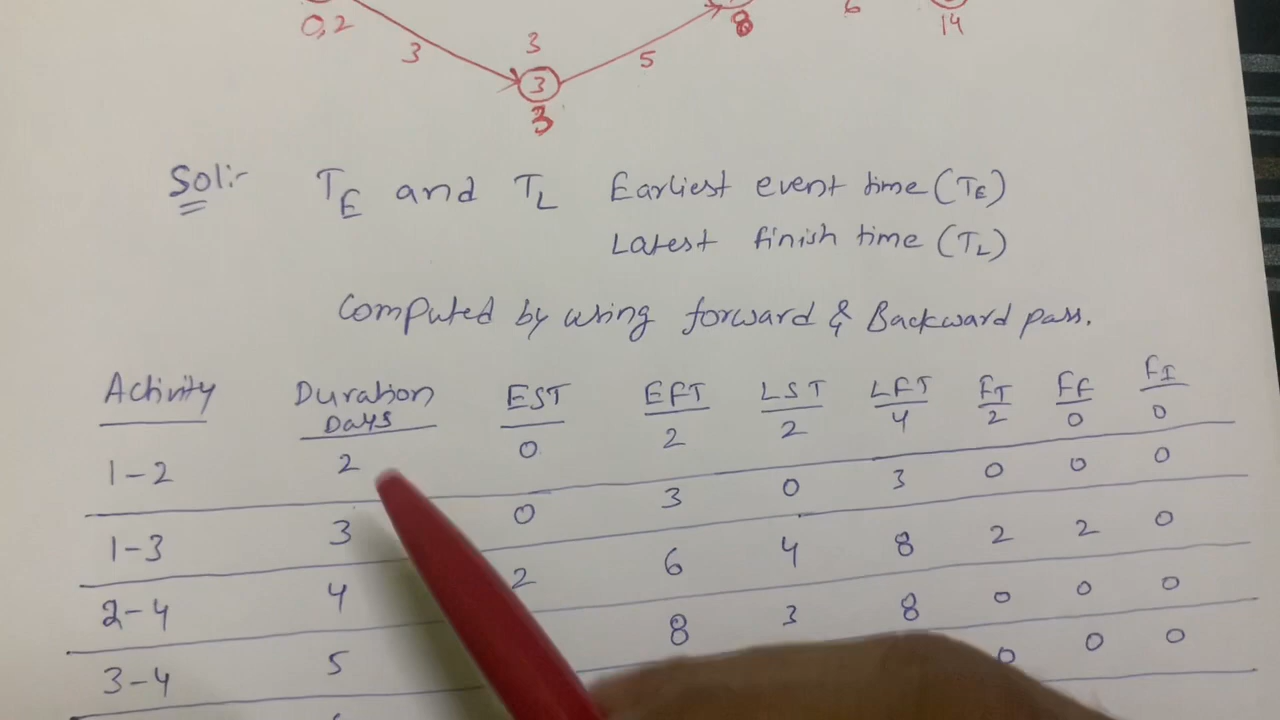 0,2
3
3
3
3
5
8
6
14
Sol:-
TE and TL Earliest event time (TE)
Latest finish time (TL)
Computed by using forward & Backward pass.
Activity Duration Days EST EFT LST LFT FT FF FI
1-2 2 0 2 2 4 2 0 0
1-3 3 0 3 0 3 0 0 0
2-4 4 2 6 4 8 2 2 0
3-4 5 8 3 8 0 0 0
0 0 0